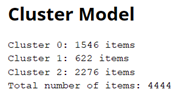 Cluster Model
Cluster 0: 1546 items
Cluster 1: 622 items
Cluster 2: 2276 items
Total number of items: 4444